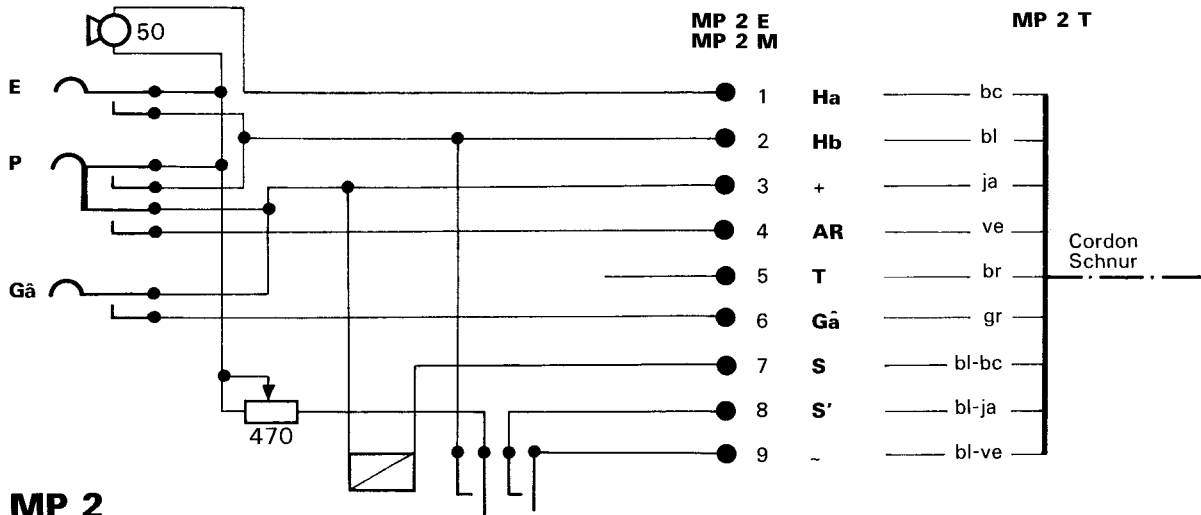 50
MP 2 E
MP 2 M
MP 2 T
E
1 Ha bc
2 Hb bl
P
3 + ja
4 AR ve
Cordon
Schnur
5 T br
Gâ
6 Gâ gr
7 S bl-bc
8 S' bl-ja
470
9 ~ bl-ve
MP 2